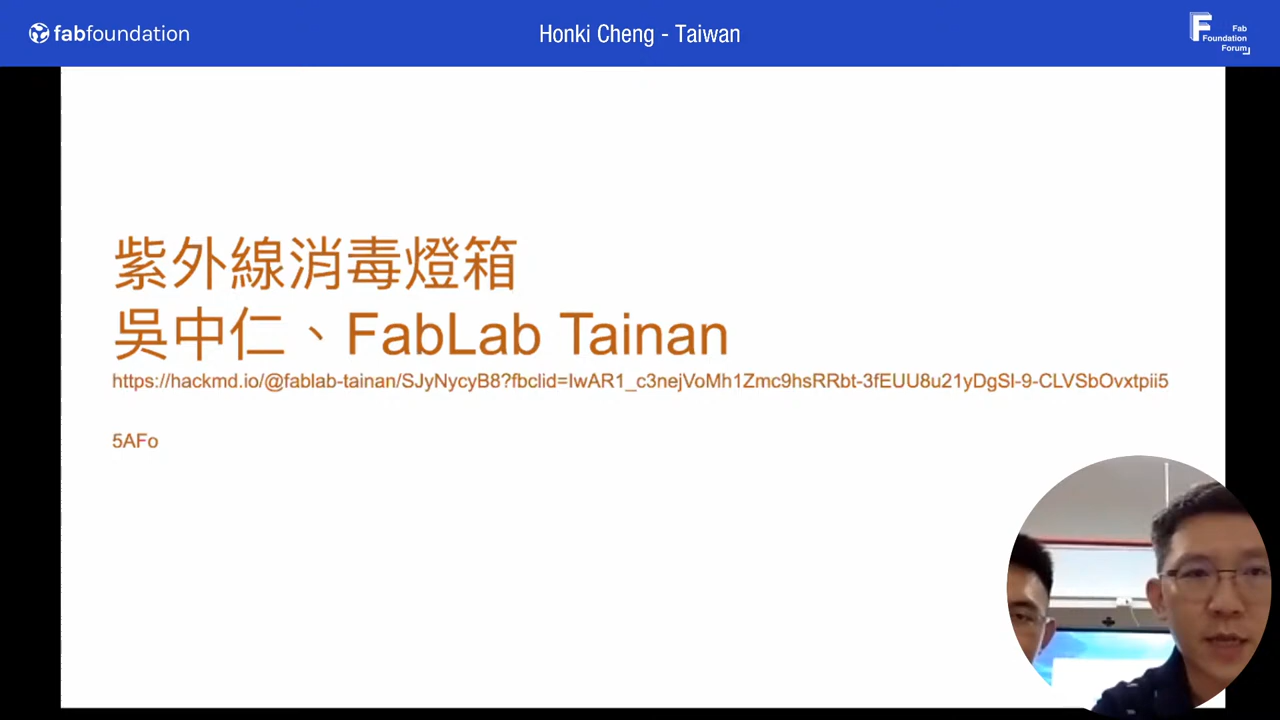 fabfoundation
Honki Cheng - Taiwan
Fab
Foundation
Forum
紫外線消毒燈箱
吳中仁、FabLab Tainan
https://hackmd.io/@fablab-tainan/SJyNycyB8?fbclid=IwAR1_c3nejVoMh1Zmc9hsRRbt-3fEUU8u21yDgSl-9-CLVSbOvxtpii5
5AFo